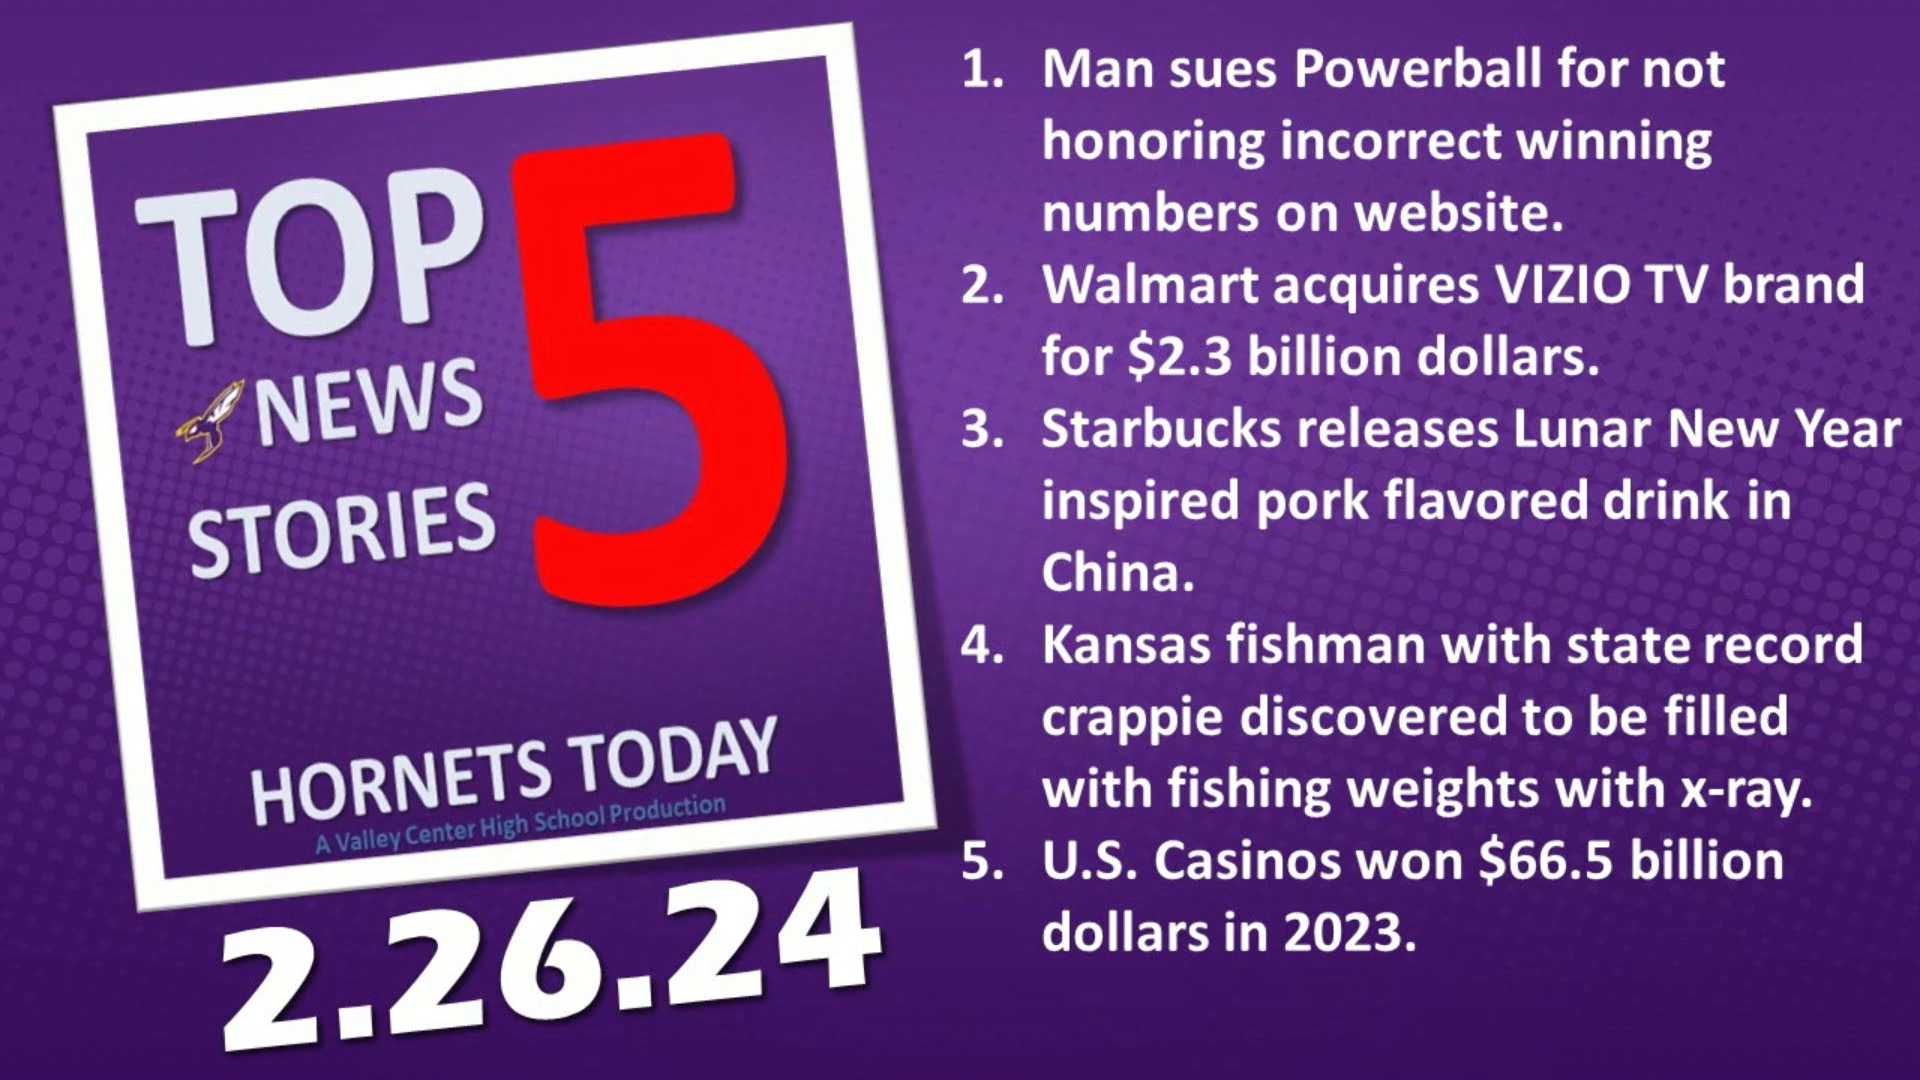 TOP 5
NEWS
STORIES
HORNETS TODAY
A Valley Center High School Production
2.26.24
1. Man sues Powerball for not
honoring incorrect winning
numbers on website.
2. Walmart acquires VIZIO TV brand
for $2.3 billion dollars.
3. Starbucks releases Lunar New Year
inspired pork flavored drink in
China.
4. Kansas fishman with state record
crappie discovered to be filled
with fishing weights with x-ray.
5. U.S. Casinos won $66.5 billion
dollars in 2023.